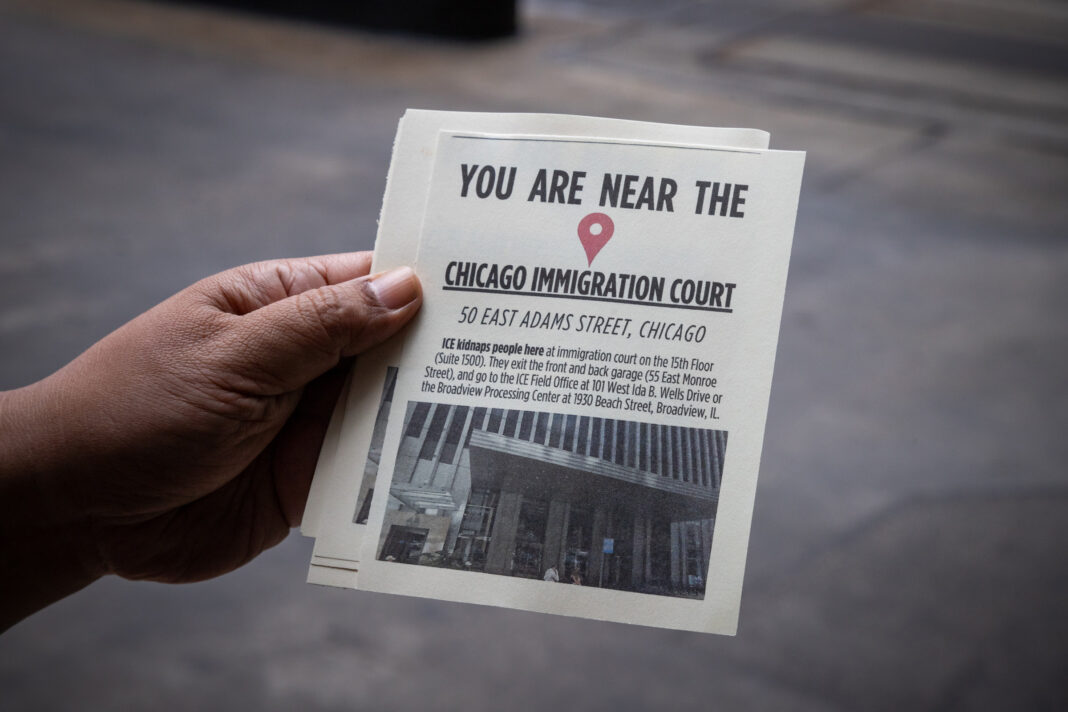 YOU ARE NEAR THE
CHICAGO IMMIGRATION COURT
50 EAST ADAMS STREET, CHICAGO
ICE kidnaps people here at immigration court on the 15th Floor
(Suite 1500). They exit the front and back garage (55 East Monroe
Street), and go to the ICE Field Office at 101 West Ida B. Wells Drive or
the Broadview Processing Center at 1930 Beach Street, Broadview, IL.